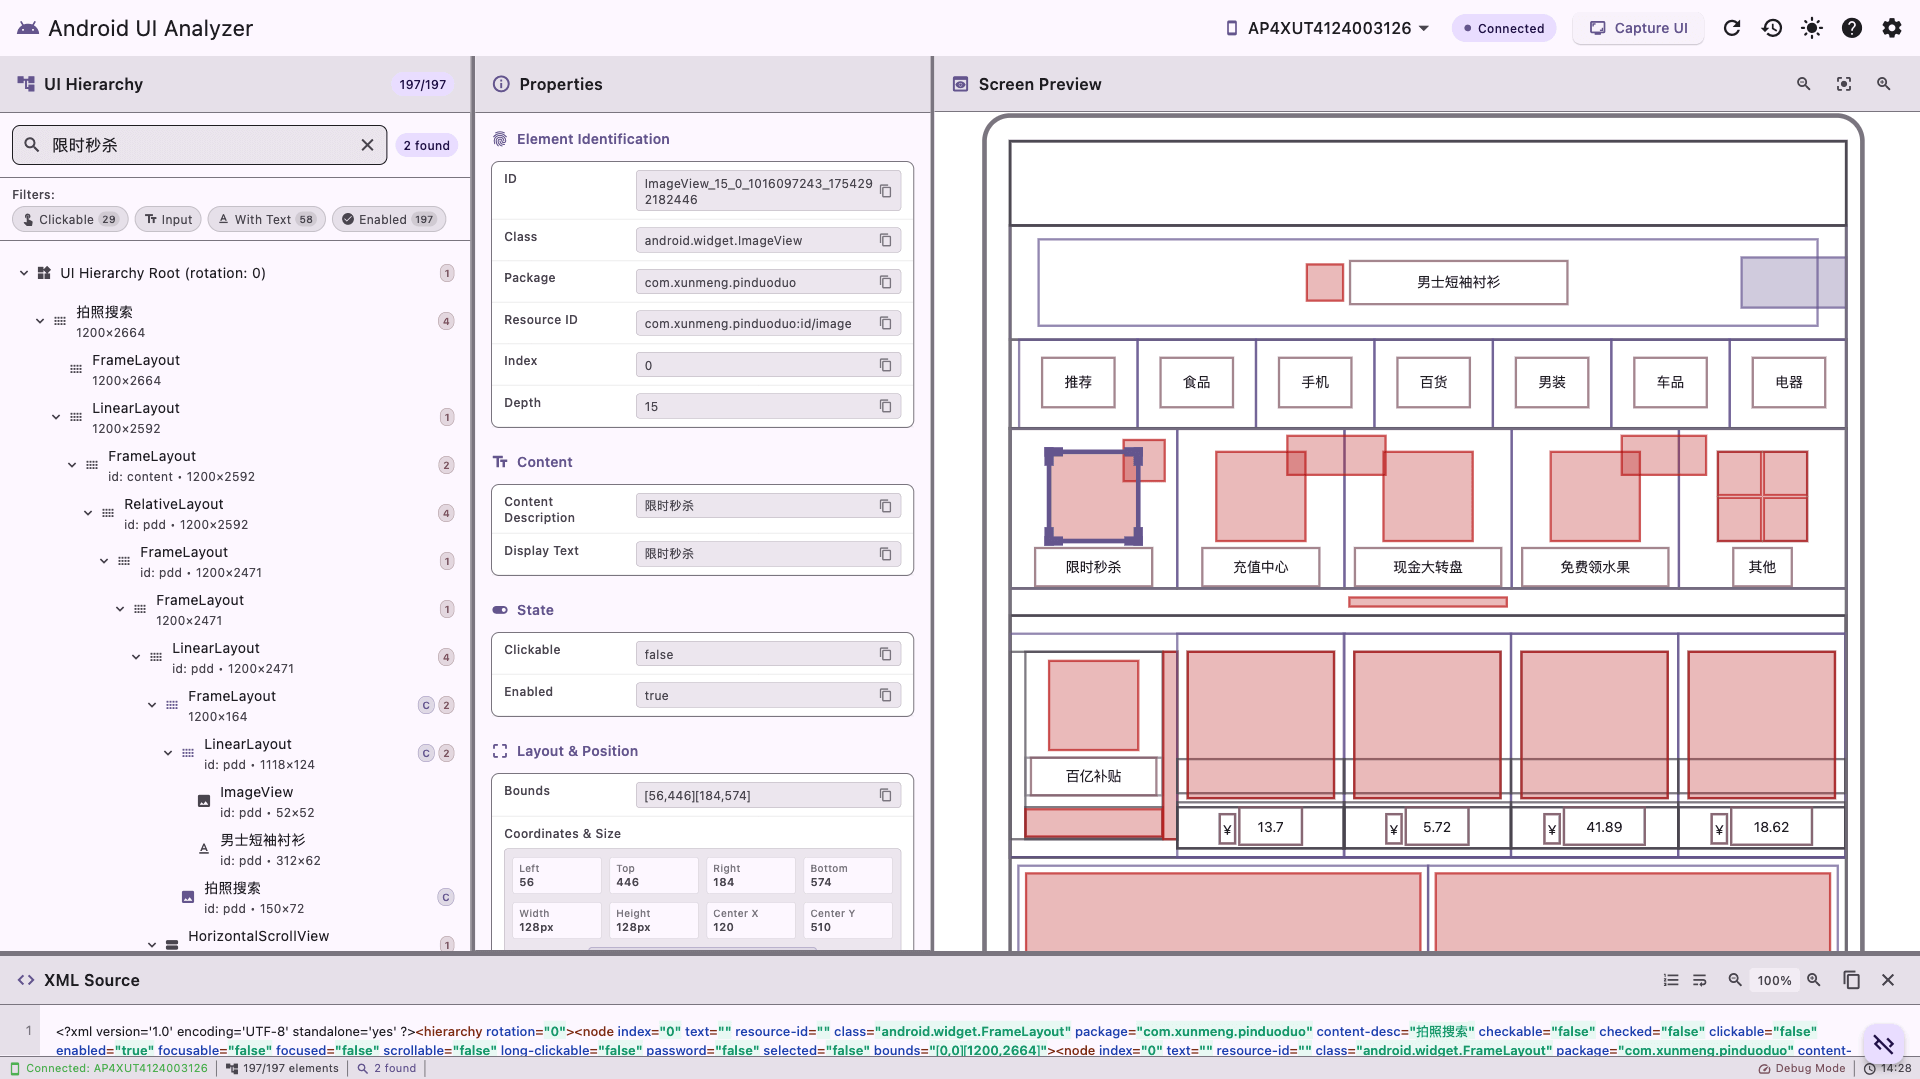 Android UI Analyzer
AP4XUT4124003126
Connected
Capture UI
UI Hierarchy
197/197
限时秒杀
2 found
Filters:
Clickable 29
Input
With Text 58
Enabled 197
UI Hierarchy Root (rotation: 0)
1
拍照搜索
1200×2664
4
FrameLayout
1200×2664
LinearLayout
1200×2592
1
FrameLayout
id: content • 1200×2592
2
RelativeLayout
id: pdd • 1200×2592
4
FrameLayout
id: pdd • 1200×2471
1
FrameLayout
1200×2471
1
LinearLayout
id: pdd • 1200×2471
4
FrameLayout
1200×164
C 2
LinearLayout
id: pdd • 1118×124
C 2
ImageView
id: pdd • 52×52
男士短袖衬衫
id: pdd • 312×62
拍照搜索
id: pdd • 150×72
C
HorizontalScrollView
1
Properties
Element Identification
ID
ImageView_15_0_1016097243_175429
2182446
Class
android.widget.ImageView
Package
com.xunmeng.pinduoduo
Resource ID
com.xunmeng.pinduoduo:id/image
Index
0
Depth
15
Content
Content
Description
限时秒杀
Display Text
限时秒杀
State
Clickable
false
Enabled
true
Layout & Position
Bounds
[56,446][184,574]
Coordinates & Size
Left
56
Top
446
Right
184
Bottom
574
Width
128px
Height
128px
Center X
120
Center Y
510
Screen Preview
男士短袖衬衫
推荐
食品
手机
百货
男装
车品
电器
限时秒杀
充值中心
现金大转盘
免费领水果
其他
百亿补贴
¥ 13.7
¥ 5.72
¥ 41.89
¥ 18.62
XML Source
100%
1
<?xml version='1.0' encoding='UTF-8' standalone='yes' ?><hierarchy rotation="0"><node index="0" text="" resource-id="" class="android.widget.FrameLayout" package="com.xunmeng.pinduoduo" content-desc="拍照搜索" checkable="false" checked="false" clickable="false"
enabled="true" focusable="false" focused="false" scrollable="false" long-clickable="false" password="false" selected="false" bounds="[0,0][1200,2664]"><node index="0" text="" resource-id="" class="android.widget.FrameLayout" package="com.xunmeng.pinduoduo" content-
Connected: AP4XUT4124003126
197/197 elements
2 found
Debug Mode
14:28